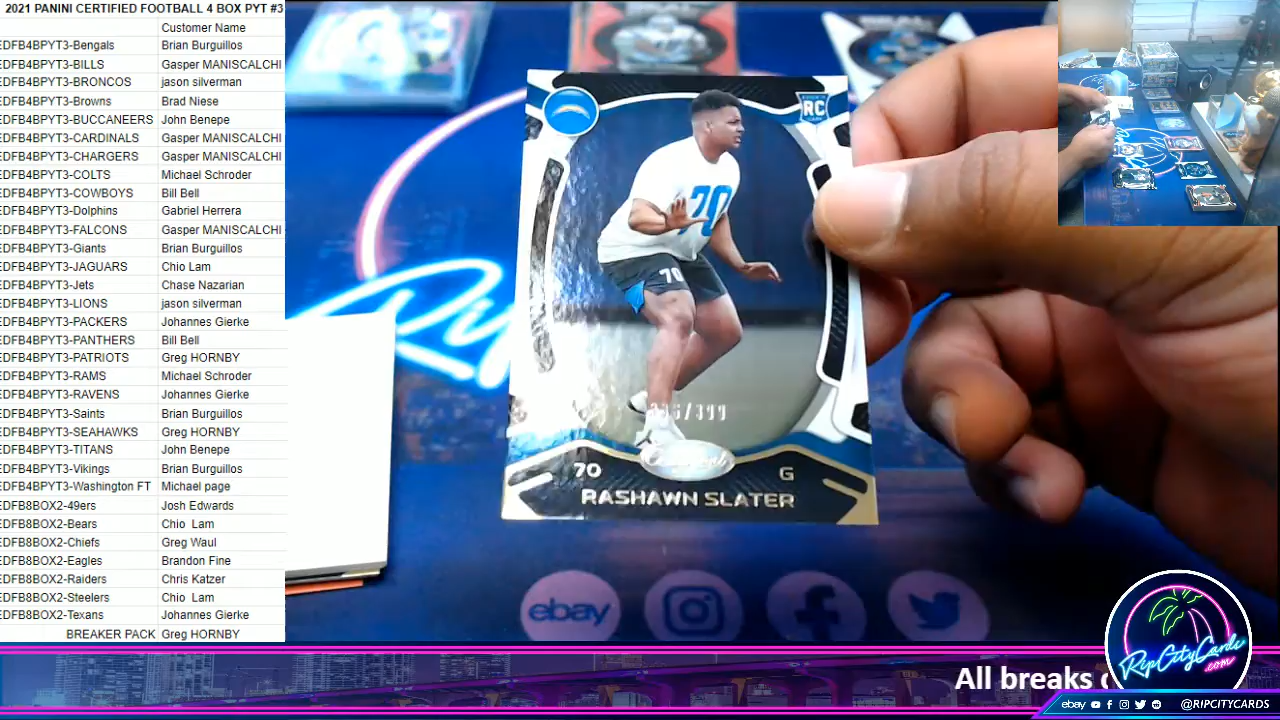 2021 PANINI CERTIFIED FOOTBALL 4 BOX PYT #3
Customer Name
EDFB4BPYT3-Bengals Brian Burguillos
EDFB4BPYT3-BILLS Gasper MANISCALCHI
EDFB4BPYT3-BRONCOS jason silverman
EDFB4BPYT3-Browns Brad Niese
EDFB4BPYT3-BUCCANEERS John Benepe
EDFB4BPYT3-CARDINALS Gasper MANISCALCHI
EDFB4BPYT3-CHARGERS Gasper MANISCALCHI
EDFB4BPYT3-COLTS Michael Schroder
EDFB4BPYT3-COWBOYS Bill Bell
EDFB4BPYT3-Dolphins Gabriel Herrera
EDFB4BPYT3-FALCONS Gasper MANISCALCHI
EDFB4BPYT3-Giants Brian Burguillos
EDFB4BPYT3-JAGUARS Chio Lam
EDFB4BPYT3-Jets Chase Nazarian
EDFB4BPYT3-LIONS jason silverman
EDFB4BPYT3-PACKERS Johannes Gierke
EDFB4BPYT3-PANTHERS Bill Bell
EDFB4BPYT3-PATRIOTS Greg HORNBY
EDFB4BPYT3-RAMS Michael Schroder
EDFB4BPYT3-RAVENS Johannes Gierke
EDFB4BPYT3-Saints Brian Burguillos
EDFB4BPYT3-SEAHAWKS Greg HORNBY
EDFB4BPYT3-TITANS John Benepe
EDFB4BPYT3-Vikings Brian Burguillos
EDFB4BPYT3-Washington FT Michael page
EDFB8BOX2-49ers Josh Edwards
EDFB8BOX2-Bears Chio Lam
EDFB8BOX2-Chiefs Greg Waul
EDFB8BOX2-Eagles Brandon Fine
EDFB8BOX2-Raiders Chris Katzer
EDFB8BOX2-Steelers Chio Lam
EDFB8BOX2-Texans Johannes Gierke
BREAKER PACK Greg HORNBY
RC
70
70
/399
Certified
70 G
RASHAWN SLATER
ebay
All breaks
RipCityCards
.com
ebay @RIPCITYCARDS